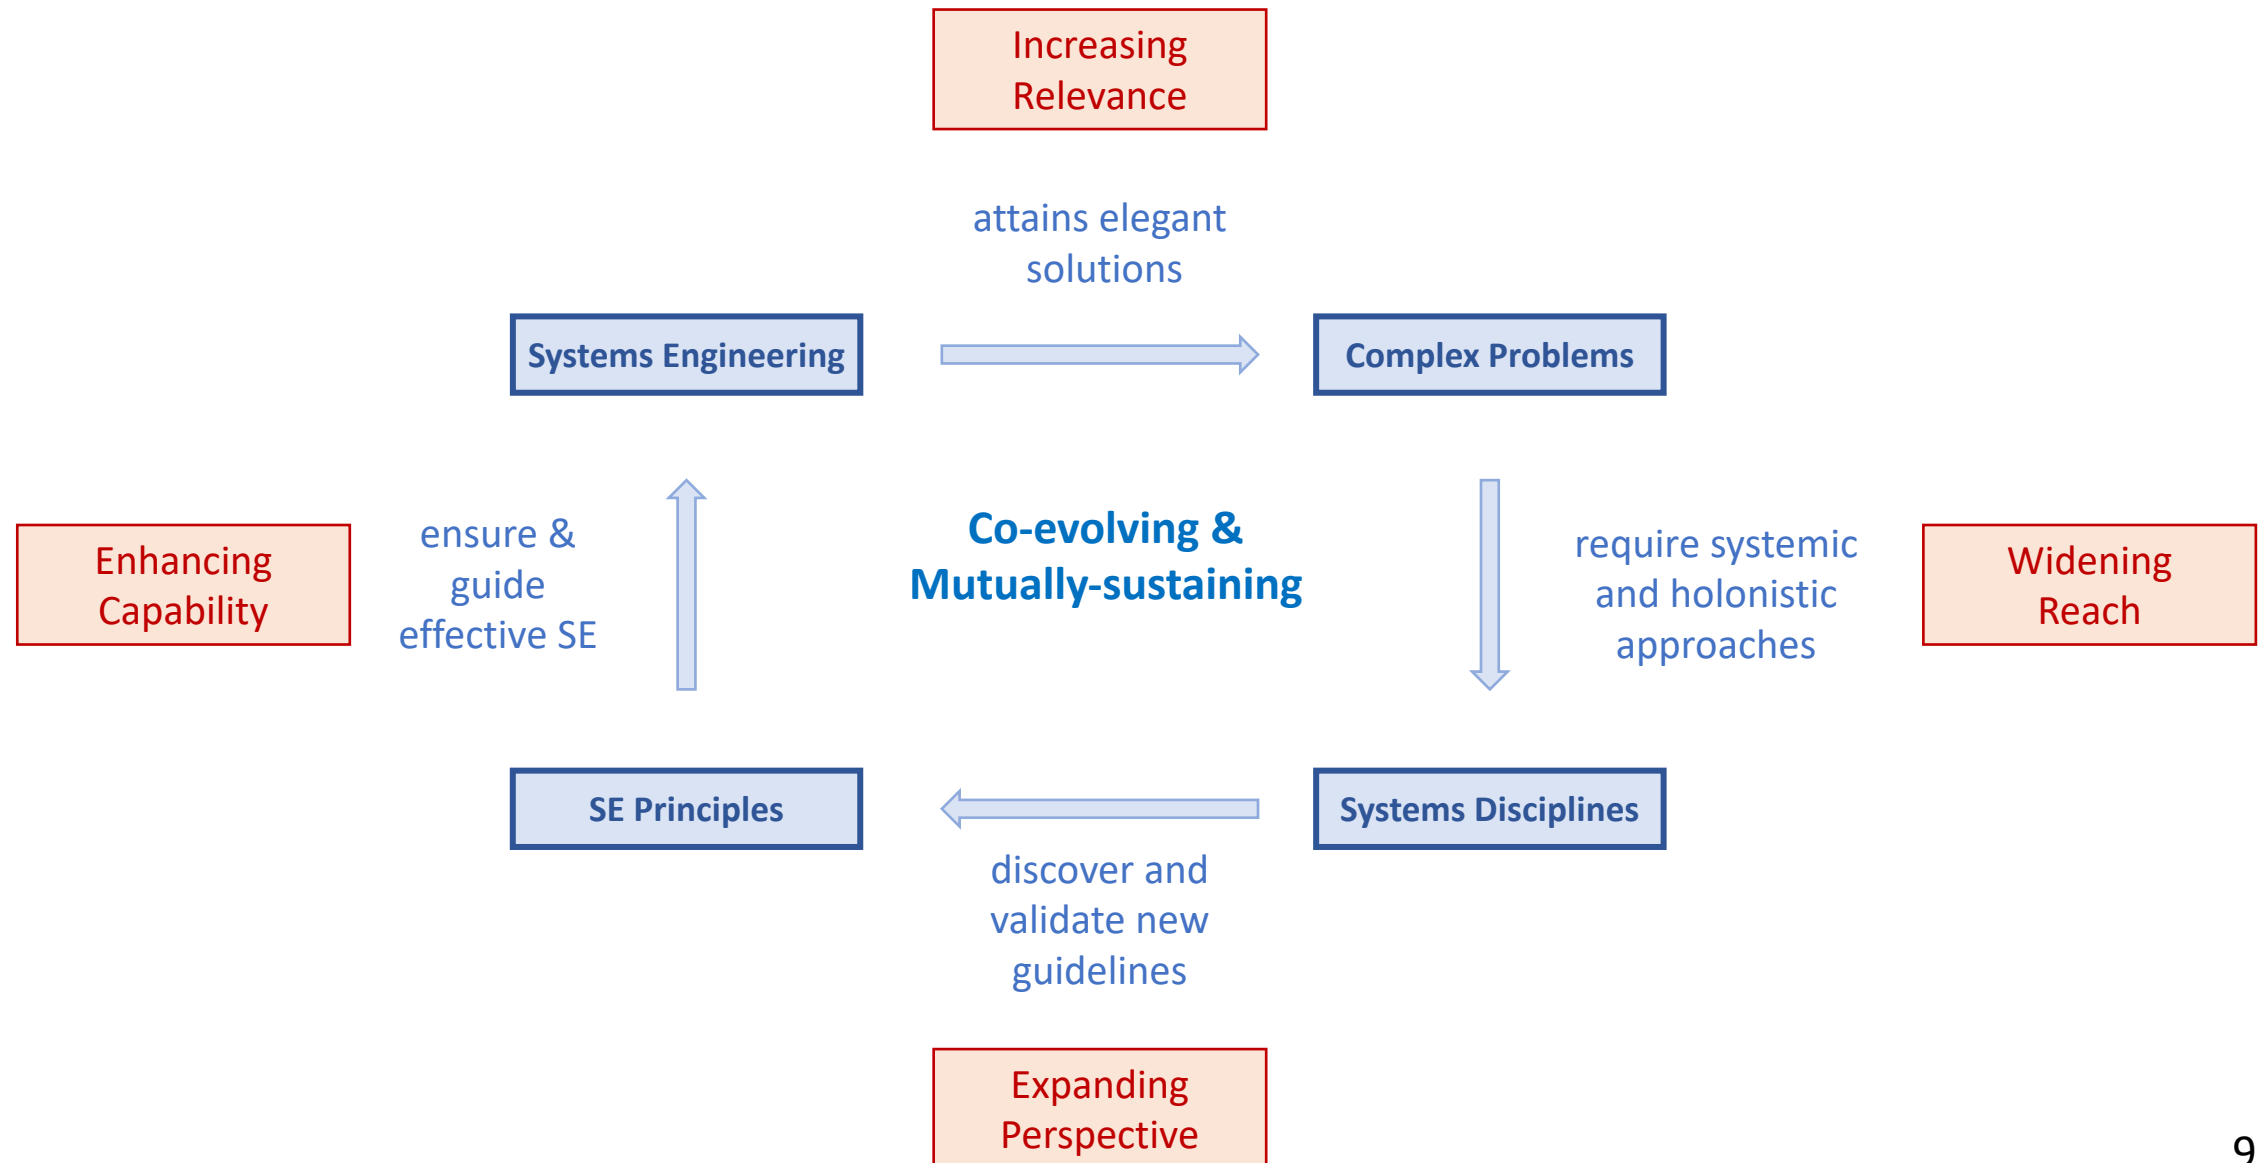 Increasing
Relevance
attains elegant
solutions
Systems Engineering
Complex Problems
Enhancing
Capability
ensure &
guide
effective SE
Co-evolving &
Mutually-sustaining
require systemic
and holonistic
approaches
Widening
Reach
SE Principles
Systems Disciplines
discover and
validate new
guidelines
Expanding
Perspective
9